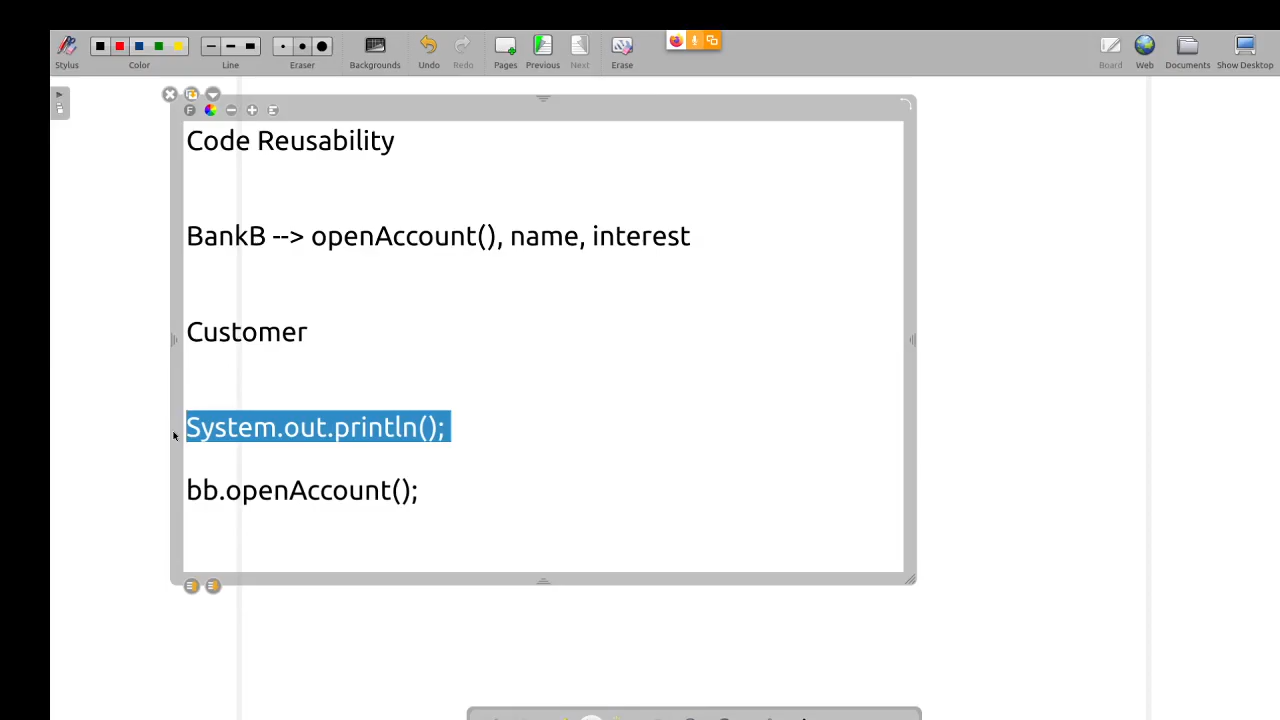 Stylus
Color
Line
Eraser
Backgrounds
Undo
Redo
Pages
Previous
Next
Erase
Board
Web
Documents
Show Desktop
F
Code Reusability
BankB --> openAccount(), name, interest
Customer
System.out.println();
bb.openAccount();